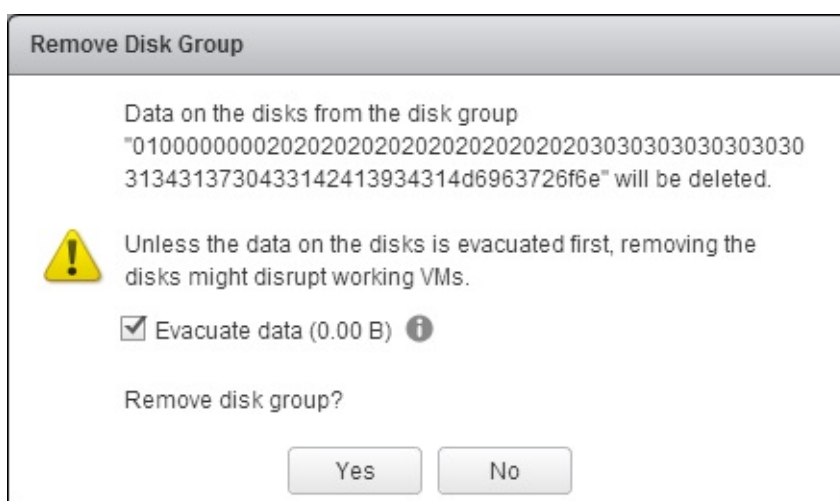 Remove Disk Group
Data on the disks from the disk group
"0100000000202020202020202020202020303030303030303030
31343137304331424139343​14d6963726f6e" will be deleted.
Unless the data on the disks is evacuated first, removing the
disks might disrupt working VMs.
Evacuate data (0.00 B)
Remove disk group?
Yes
No